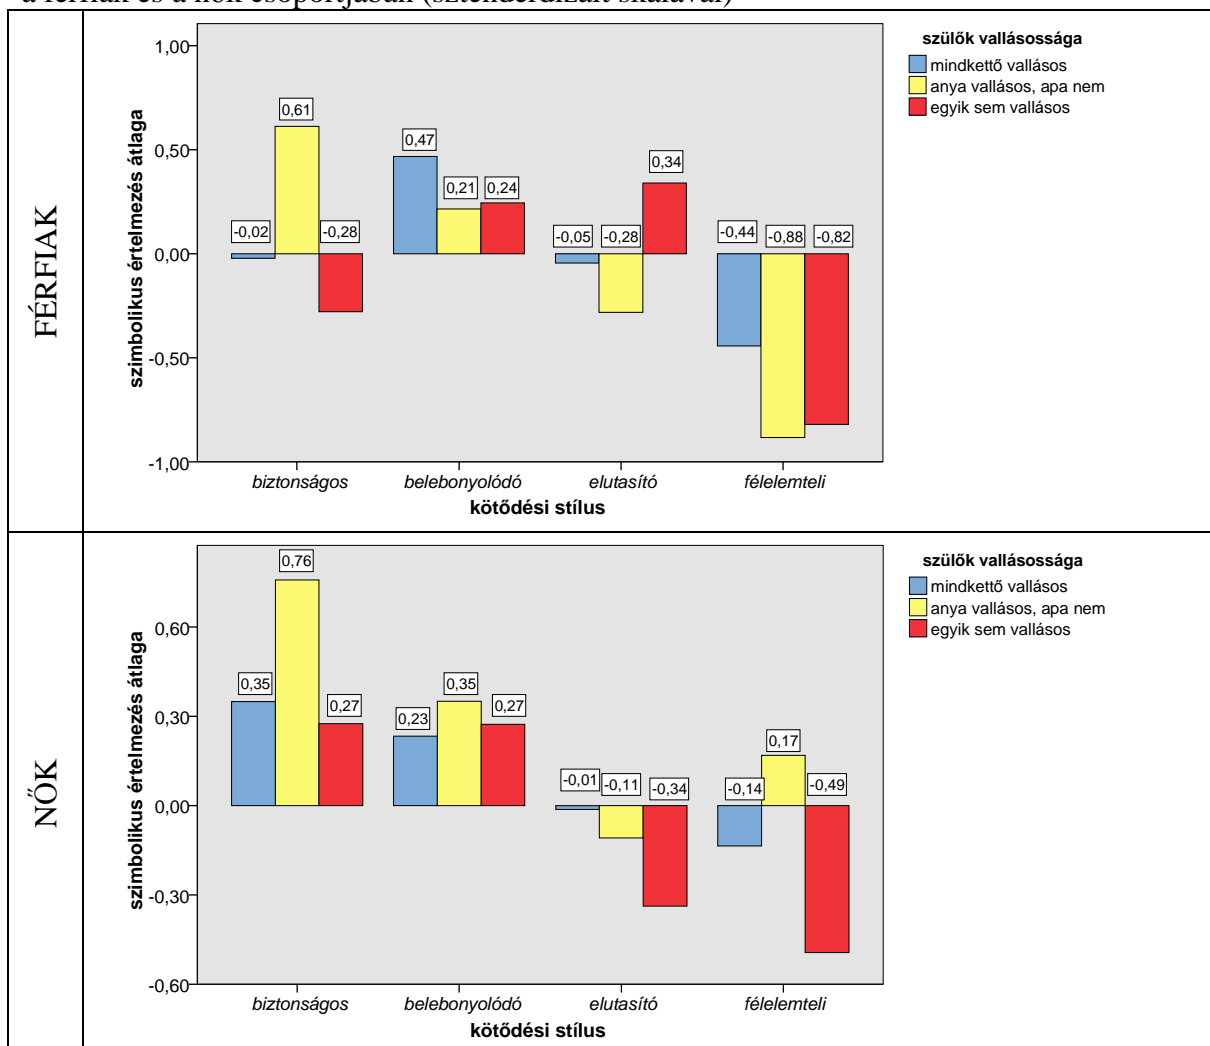 a férfiak és a nők csoportjában (sztenderdizált skálával)
FÉRFIAK
szimbolikus értelmezés átlaga
1,00
0,50
0,00
-0,50
-1,00
-0,02
0,61
-0,28
0,47
0,21
0,24
-0,05
-0,28
0,34
-0,44
-0,88
-0,82
biztonságos
belebonyolódó
elutasító
félelemteli
kötődési stílus
szülők vallásossága
mindkettő vallásos
anya vallásos, apa nem
egyik sem vallásos
NŐK
szimbolikus értelmezés átlaga
0,60
0,30
0,00
-0,30
-0,60
0,35
0,76
0,27
0,23
0,35
0,27
-0,01
-0,11
-0,34
-0,14
0,17
-0,49
biztonságos
belebonyolódó
elutasító
félelemteli
kötődési stílus
szülők vallásossága
mindkettő vallásos
anya vallásos, apa nem
egyik sem vallásos